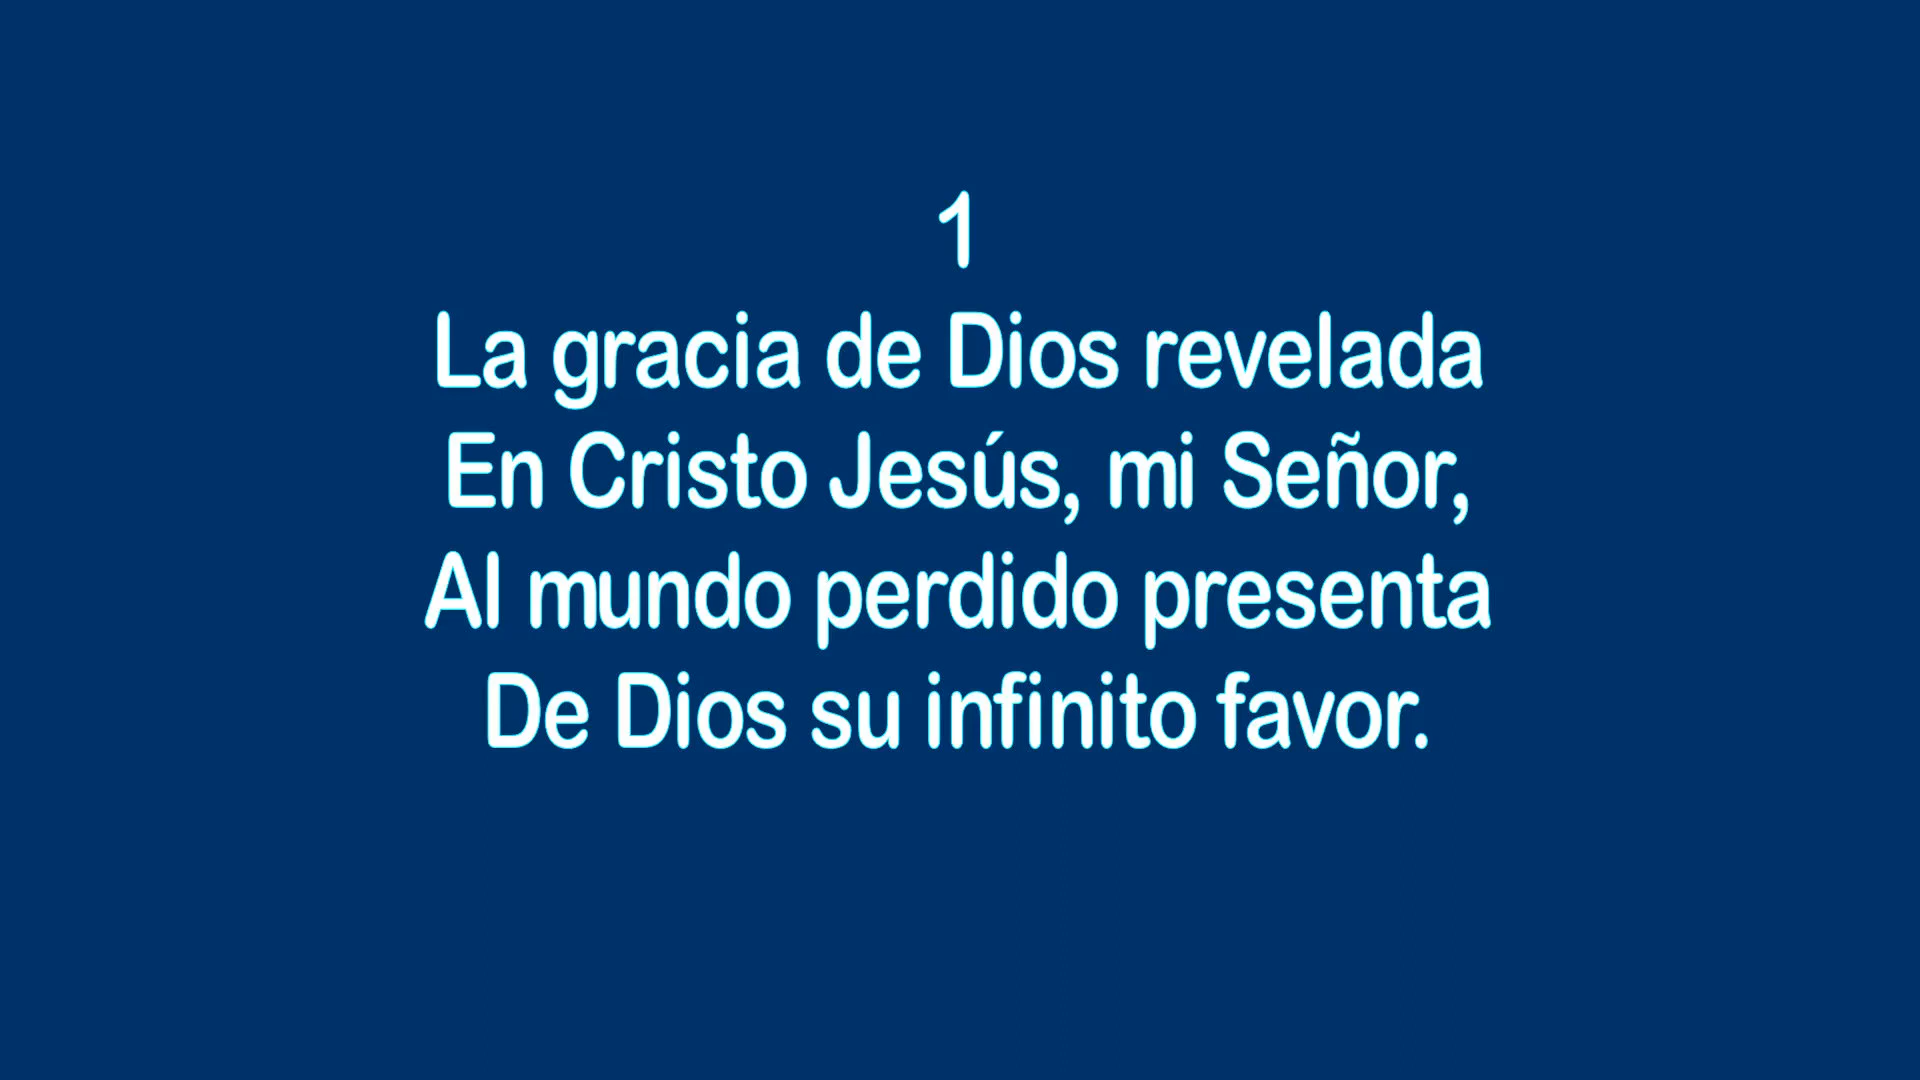 1
La gracia de Dios revelada
En Cristo Jesús, mi Señor,
Al mundo perdido presenta
De Dios su infinito favor.